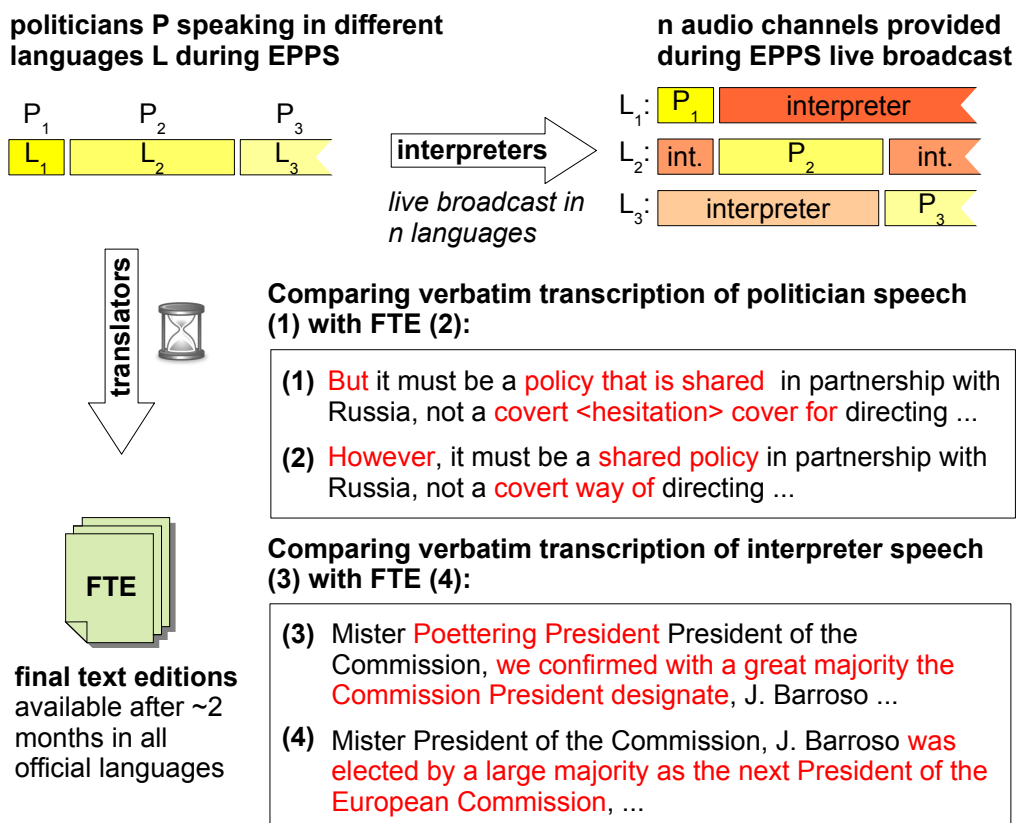 politicians P speaking in different
languages L during EPPS
P1 P2 P3
L1 L2 L3
interpreters
live broadcast in
n languages
n audio channels provided
during EPPS live broadcast
L1: P1 interpreter
L2: int. P2 int.
L3: interpreter P3
translators
FTE
final text editions
available after ~2
months in all
official languages
Comparing verbatim transcription of politician speech
(1) with FTE (2):
(1) But it must be a policy that is shared in partnership with
Russia, not a covert <hesitation> cover for directing ...
(2) However, it must be a shared policy in partnership with
Russia, not a covert way of directing ...
Comparing verbatim transcription of interpreter speech
(3) with FTE (4):
(3) Mister Poettering President President of the
Commission, we confirmed with a great majority the
Commission President designate, J. Barroso ...
(4) Mister President of the Commission, J. Barroso was
elected by a large majority as the next President of the
European Commission, ...